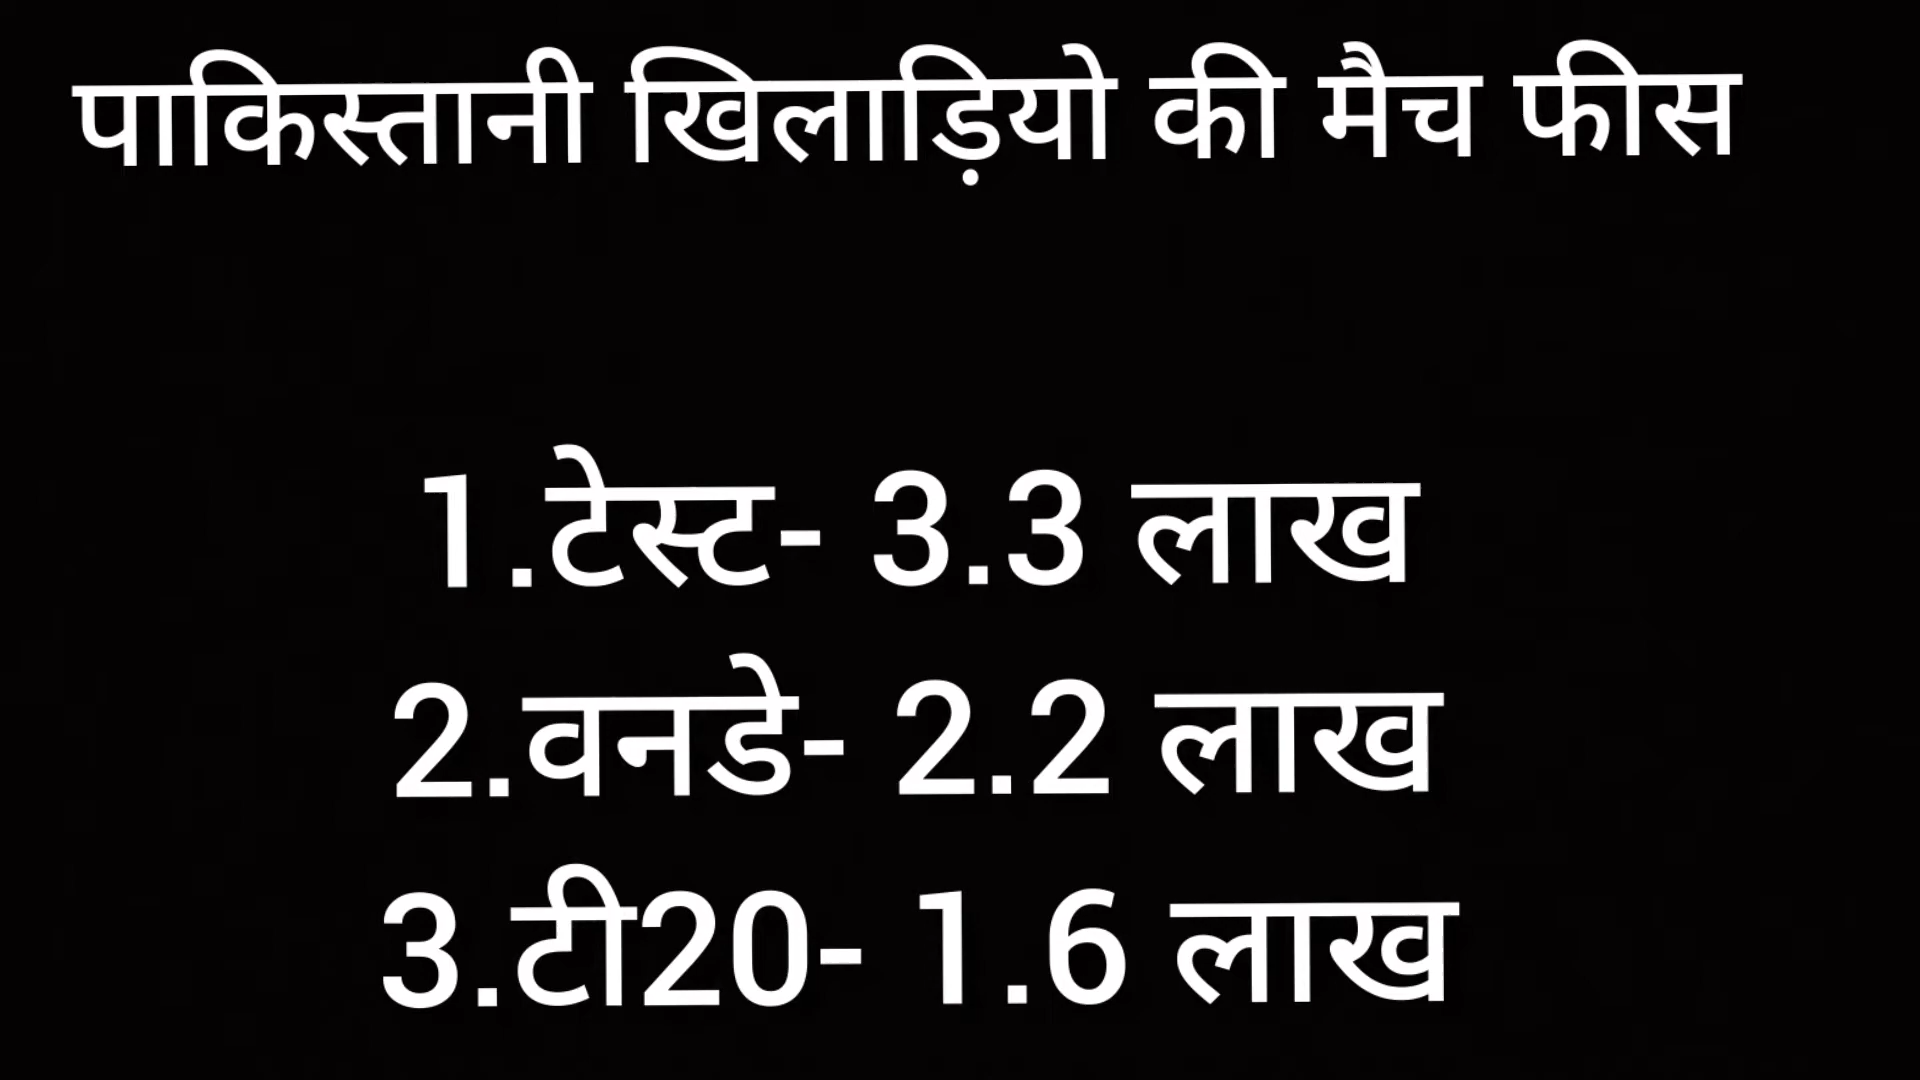 पाकिस्तानी खिलाड़ियो की मैच फीस
1.टेस्ट- 3.3 लाख
2.वनडे- 2.2 लाख
3.टी20- 1.6 लाख